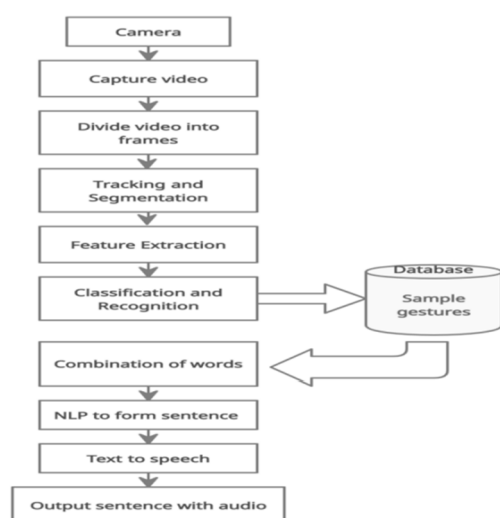 Camera
Capture video
Divide video into
frames
Tracking and
Segmentation
Feature Extraction
Classification and
Recognition
Database
Sample
gestures
Combination of words
NLP to form sentence
Text to speech
Output sentence with audio